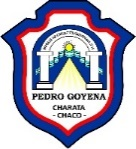 PEDRO GOYENA
CHARATA
- CHACO -